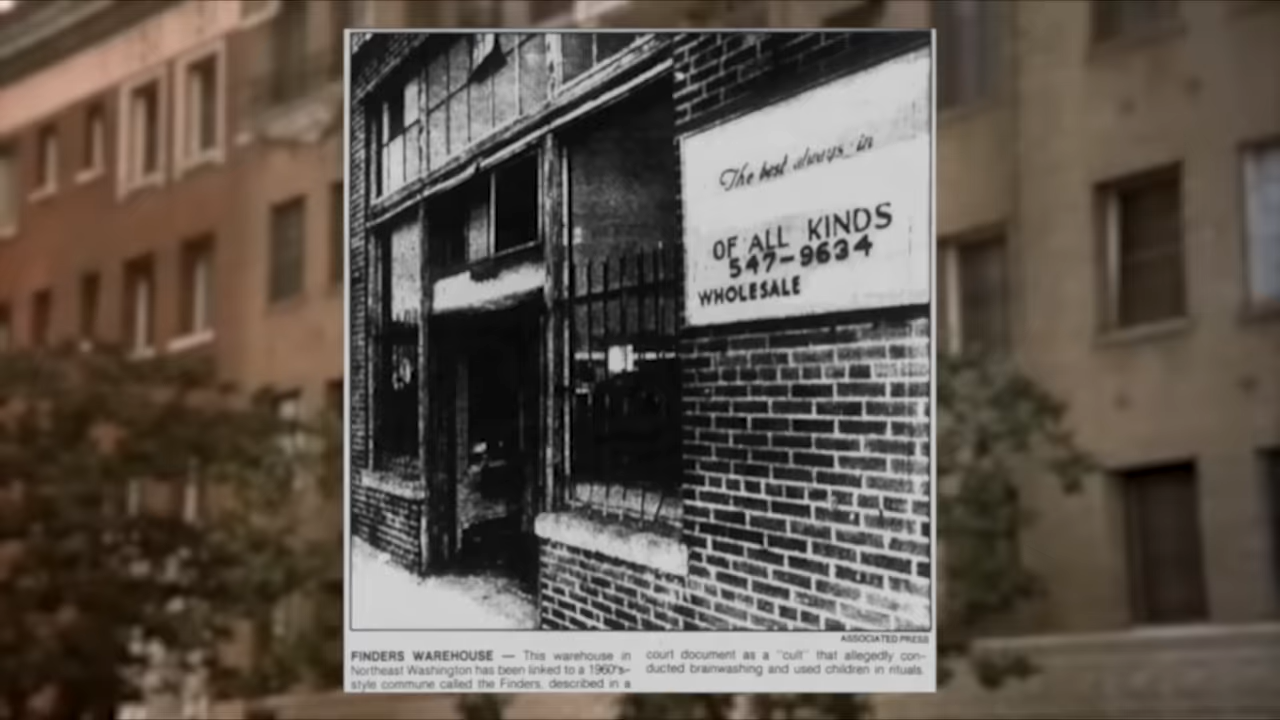 The best always in
OF ALL KINDS
547-9634
WHOLESALE
ASSOCIATED PRESS
FINDERS WAREHOUSE — This warehouse in
Northeast Washington has been linked to a 1960's-
style commune called the Finders, described in a
court document as a "cult" that allegedly con-
ducted brainwashing and used children in rituals.